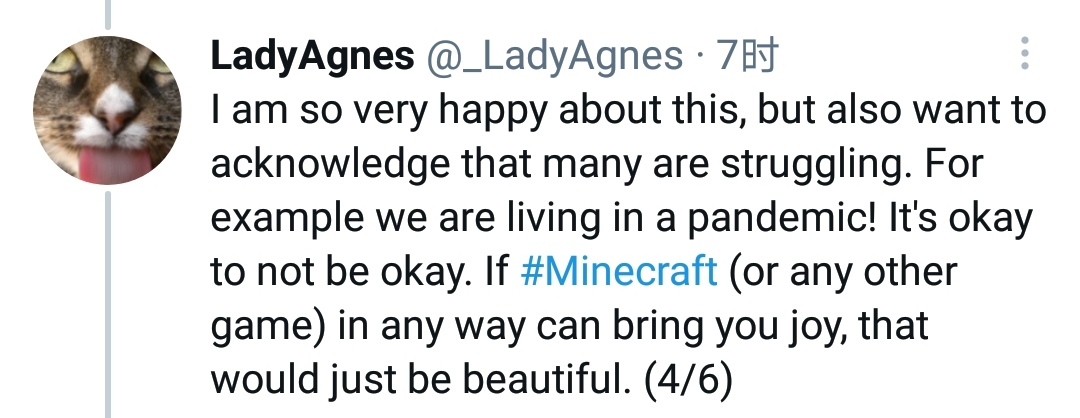 LadyAgnes @_LadyAgnes · 7时
I am so very happy about this, but also want to
acknowledge that many are struggling. For
example we are living in a pandemic! It's okay
to not be okay. If #Minecraft (or any other
game) in any way can bring you joy, that
would just be beautiful. (4/6)